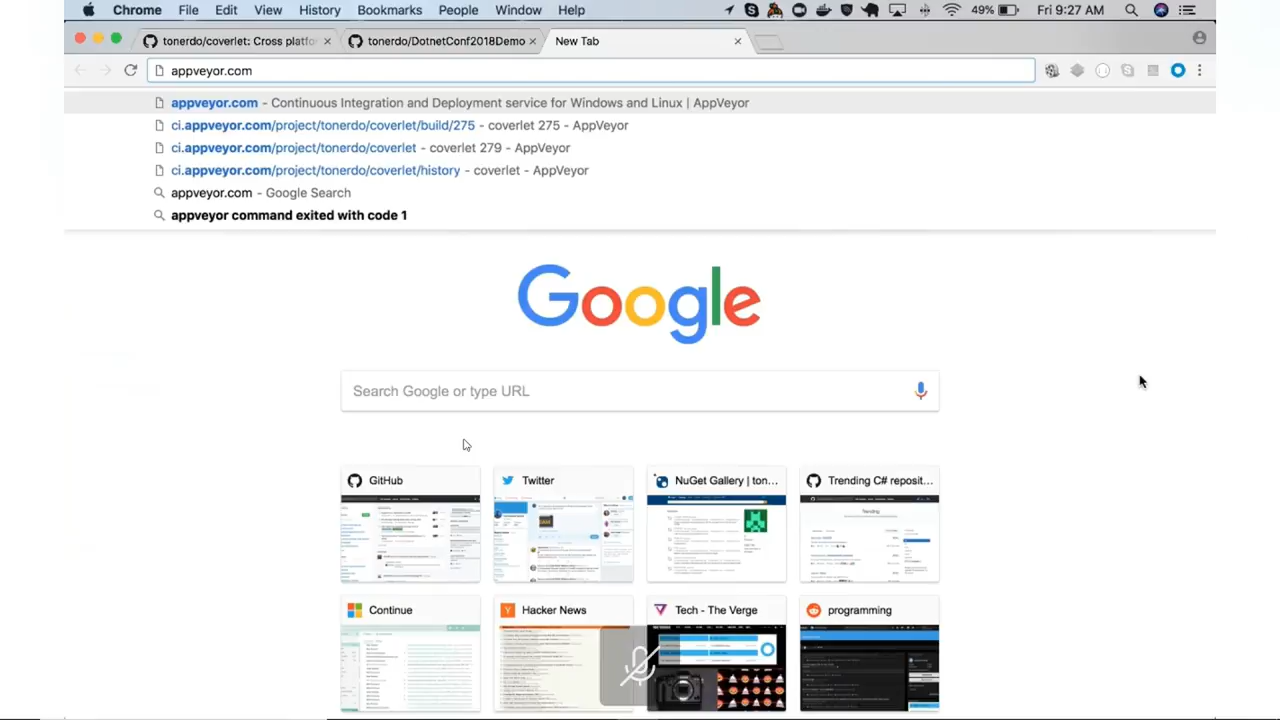 Chrome File Edit View History Bookmarks People Window Help 49% Fri 9:27 AM
tonerdo/coverlet: Cross platfo tonerdo/DotnetConf2018Demo New Tab
appveyor.com
appveyor.com - Continuous Integration and Deployment service for Windows and Linux | AppVeyor
ci.appveyor.com/project/tonerdo/coverlet/build/275 - coverlet 275 - AppVeyor
ci.appveyor.com/project/tonerdo/coverlet - coverlet 279 - AppVeyor
ci.appveyor.com/project/tonerdo/coverlet/history - coverlet - AppVeyor
appveyor.com - Google Search
appveyor command exited with code 1
Google
Search Google or type URL
GitHub Twitter NuGet Gallery | ton... Trending C# reposit...
Trending
Continue Hacker News Tech - The Verge programming